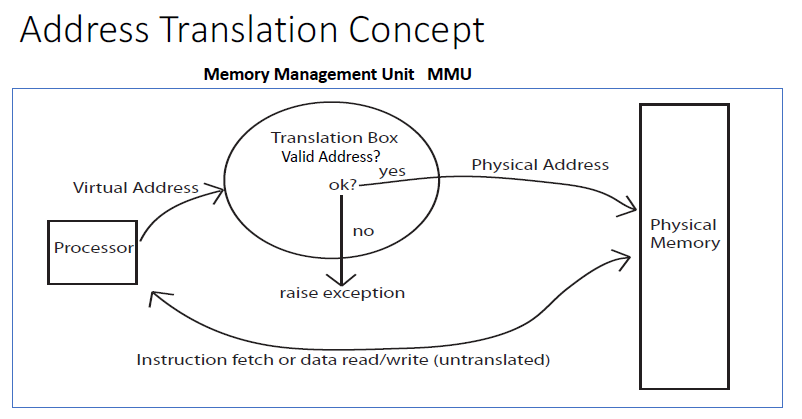 Address Translation Concept
Memory Management Unit MMU
Translation Box
Valid Address?
yes
ok?
Physical Address
Virtual Address
no
Processor
Physical
Memory
raise exception
Instruction fetch or data read/write (untranslated)